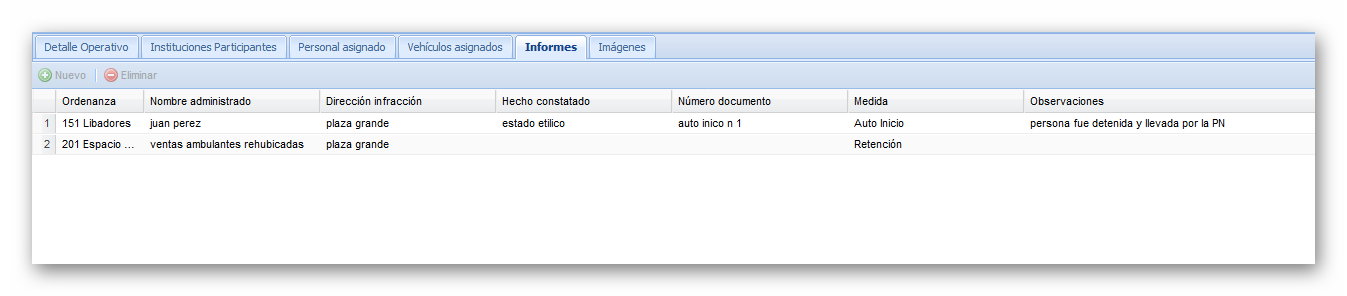 Detalle Operativo Instituciones Participantes Personal asignado Vehículos asignados Informes Imágenes
Nuevo Eliminar
Ordenanza Nombre administrado Dirección infracción Hecho constatado Número documento Medida Observaciones
1 151 Libadores juan perez plaza grande estado etilico auto inico n 1 Auto Inicio persona fue detenida y llevada por la PN
2 201 Espacio ... ventas ambulantes rehubicadas plaza grande Retención